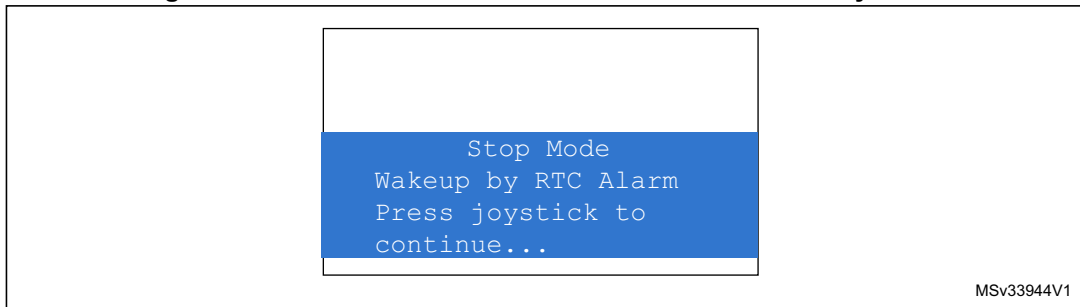 Stop Mode
Wakeup by RTC Alarm
Press joystick to
continue...
MSv33944V1